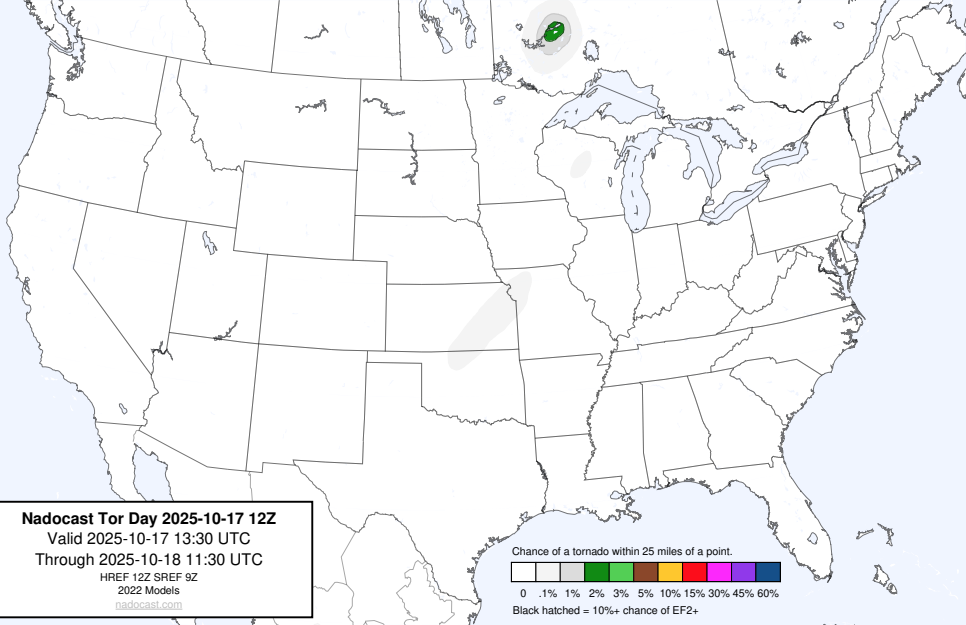 Nadocast Tor Day 2025-10-17 12Z
Valid 2025-10-17 13:30 UTC
Through 2025-10-18 11:30 UTC
HREF 12Z SREF 9Z
2022 Models
nadocast.com
Chance of a tornado within 25 miles of a point.
0 .1% 1% 2% 3% 5% 10% 15% 30% 45% 60%
Black hatched = 10%+ chance of EF2+